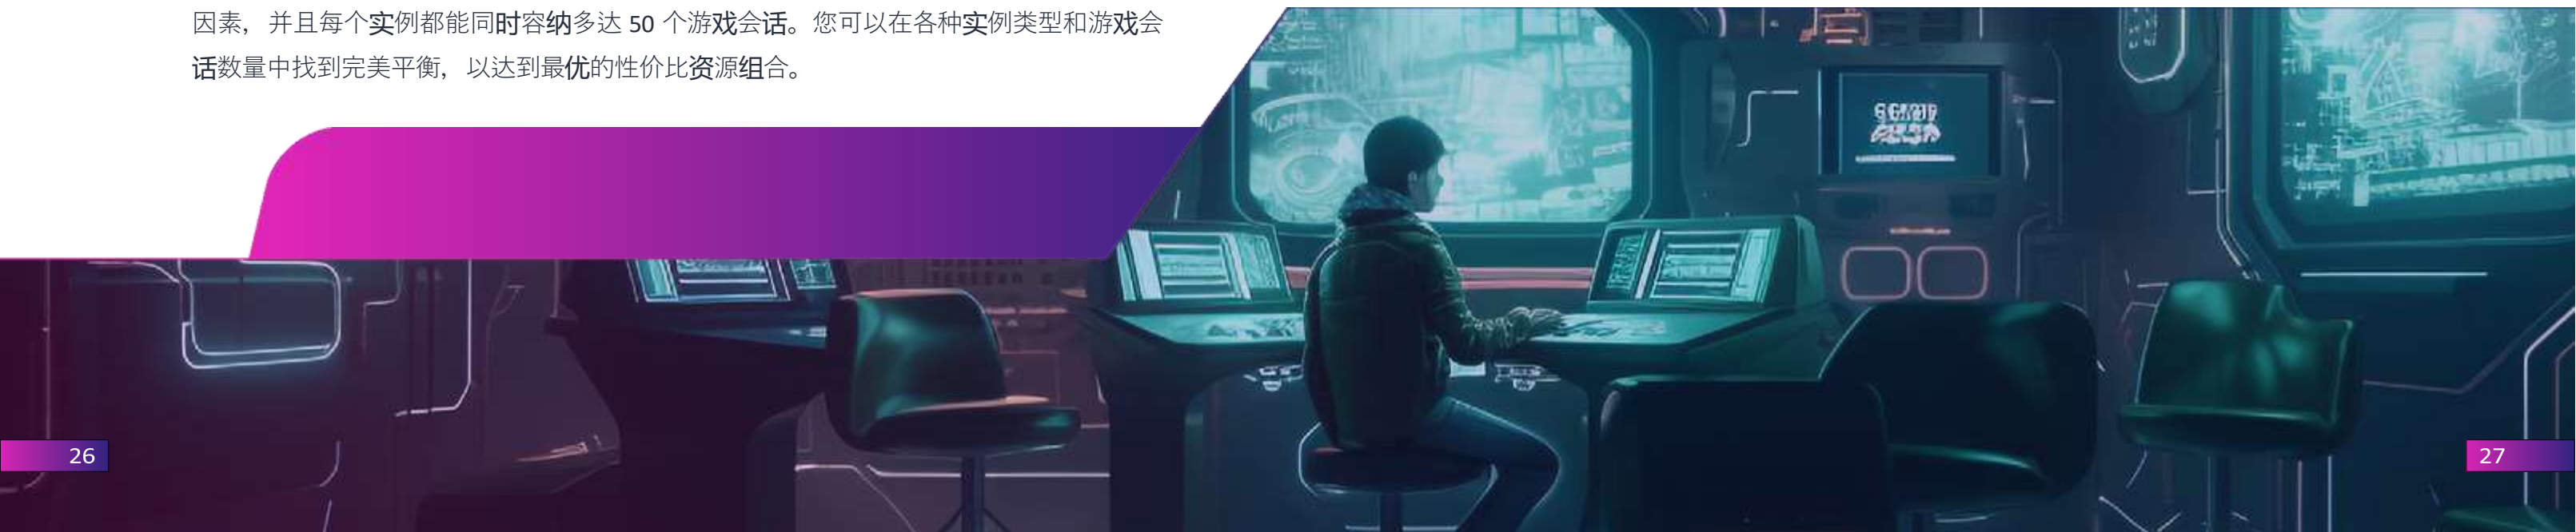 因素，并且每个实例都能同时容纳多达 50 个游戏会话。您可以在各种实例类型和游戏会
话数量中找到完美平衡，以达到最优的性价比资源组合。
26
27